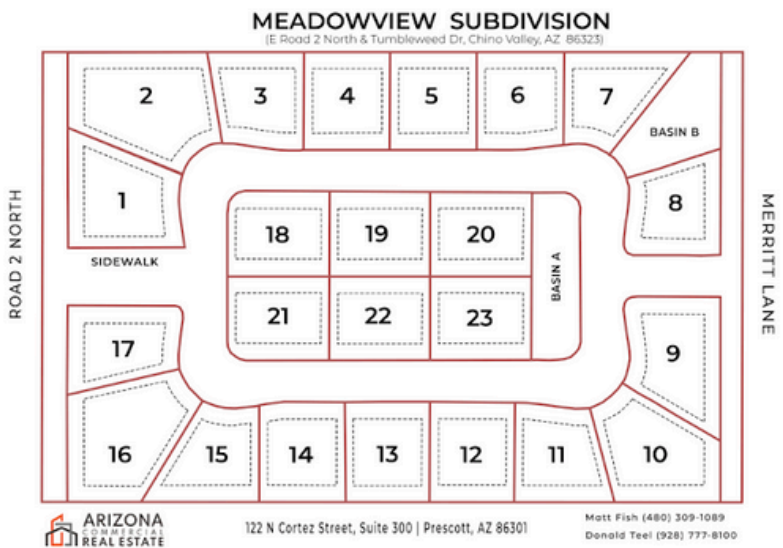 MEADOWVIEW SUBDIVISION
(E Road 2 North & Tumbleweed Dr, Chino Valley, AZ 86323)
2
3
4
5
6
7
BASIN B
1
8
ROAD 2 NORTH
MERRITT LANE
SIDEWALK
18
19
20
BASIN A
21
22
23
17
9
16
15
14
13
12
11
10
ARIZONA
COMMERCIAL
REAL ESTATE
122 N Cortez Street, Suite 300 | Prescott, AZ 86301
Matt Fish (480) 309-1089
Donald Teel (928) 777-8100